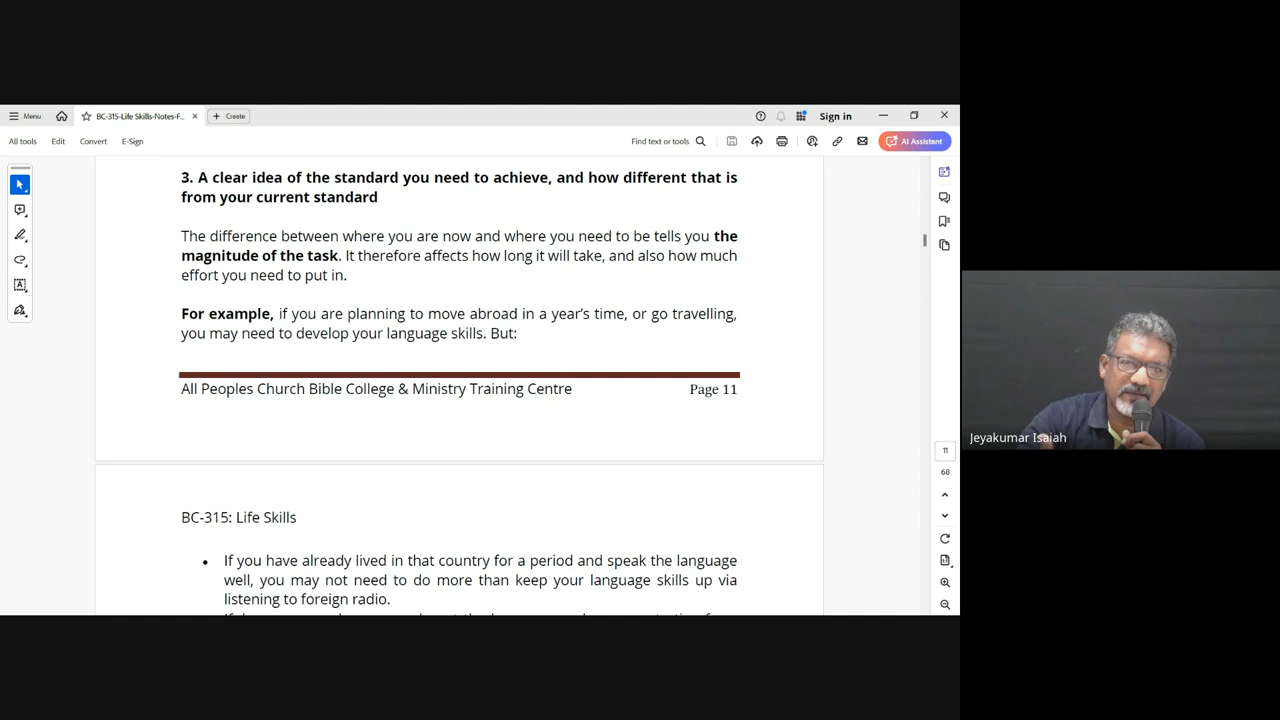 Menu
BC-315-Life Skills-Notes-F...
Create
Sign in
All tools
Edit
Convert
E-Sign
Find text or tools
AI Assistant
3. A clear idea of the standard you need to achieve, and how different that is
from your current standard
The difference between where you are now and where you need to be tells you the
magnitude of the task. It therefore affects how long it will take, and also how much
effort you need to put in.
For example, if you are planning to move abroad in a year’s time, or go travelling,
you may need to develop your language skills. But:
All Peoples Church Bible College & Ministry Training Centre Page 11
BC-315: Life Skills
• If you have already lived in that country for a period and speak the language
well, you may not need to do more than keep your language skills up via
listening to foreign radio.
11
68
Jeyakumar Isaiah